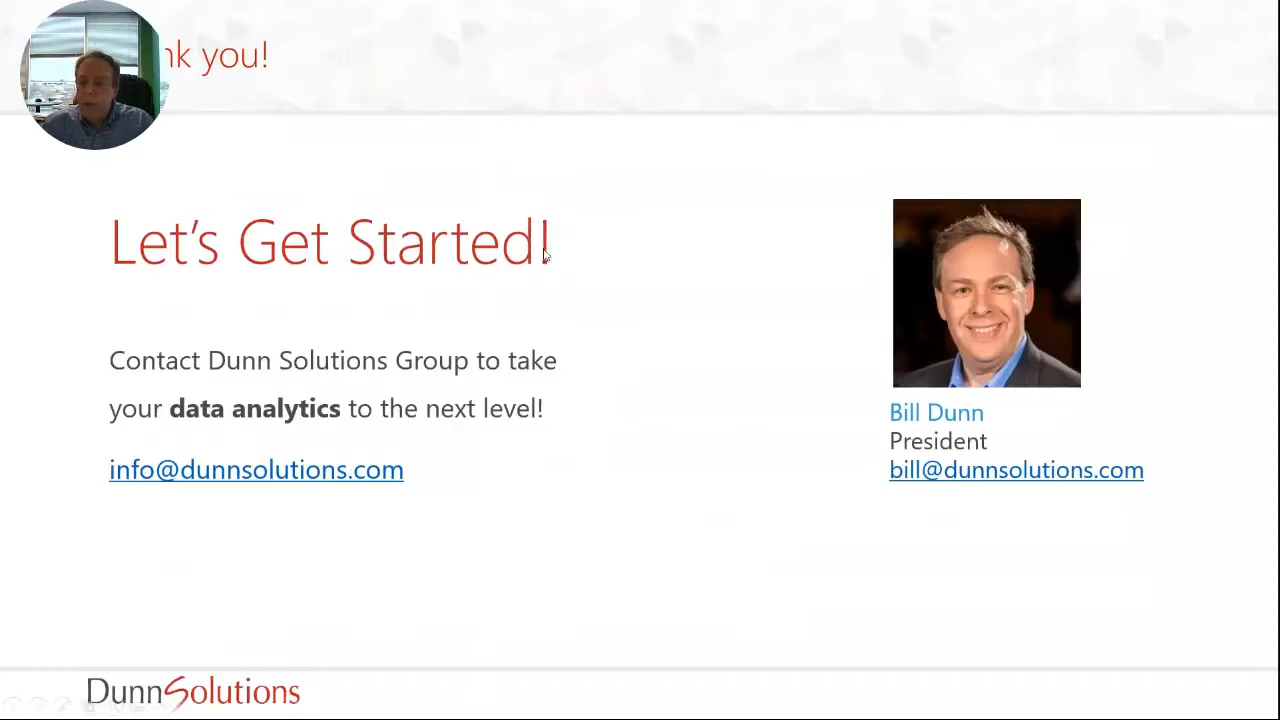 nk you!
Let's Get Started!
Contact Dunn Solutions Group to take
your data analytics to the next level!
info@dunnsolutions.com
Bill Dunn
President
bill@dunnsolutions.com
DunnSolutions